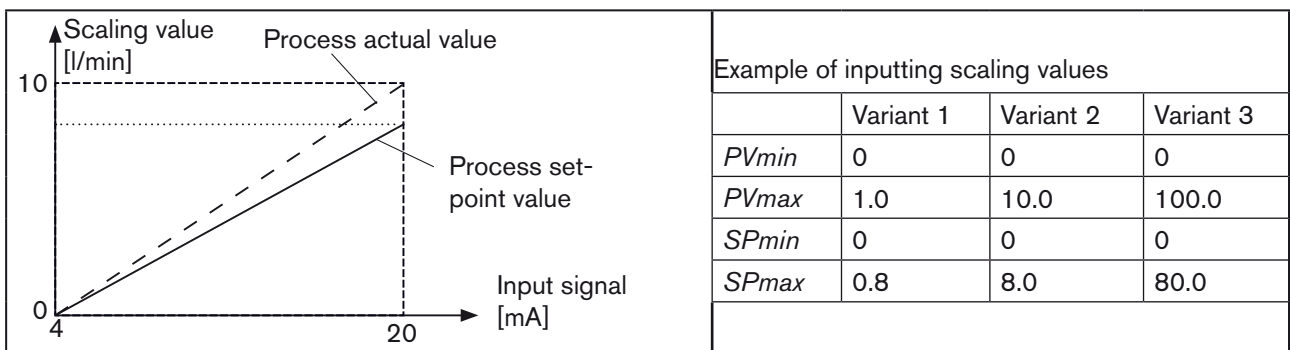 Scaling value
[l/min]
Process actual value
10
Process set-
point value
Input signal
[mA]
0
4
20
Example of inputting scaling values
Variant 1 Variant 2 Variant 3
PVmin 0 0 0
PVmax 1.0 10.0 100.0
SPmin 0 0 0
SPmax 0.8 8.0 80.0